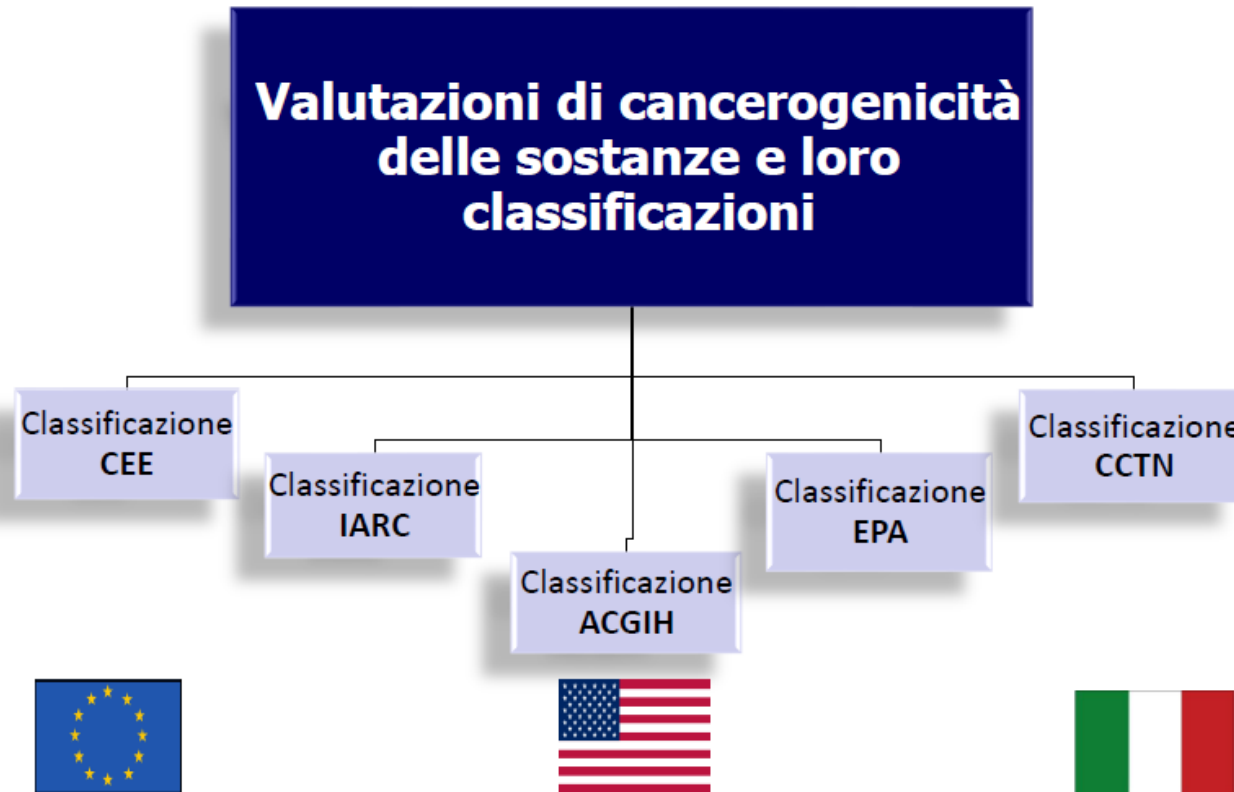 Valutazioni di cancerogenicità
delle sostanze e loro
classificazioni
Classificazione
CEE
Classificazione
IARC
Classificazione
ACGIH
Classificazione
EPA
Classificazione
CCTN